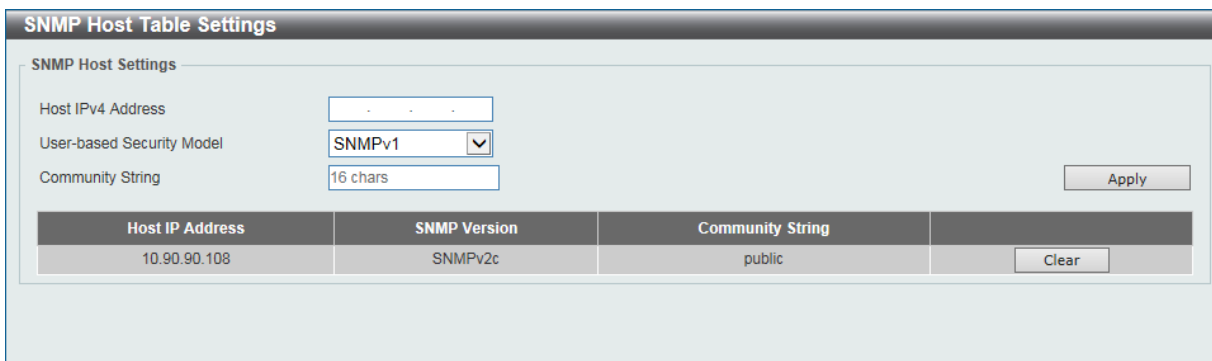 SNMP Host Table Settings
SNMP Host Settings
Host IPv4 Address . . .
User-based Security Model SNMPv1
Community String 16 chars Apply
Host IP Address SNMP Version Community String
10.90.90.108 SNMPv2c public Clear